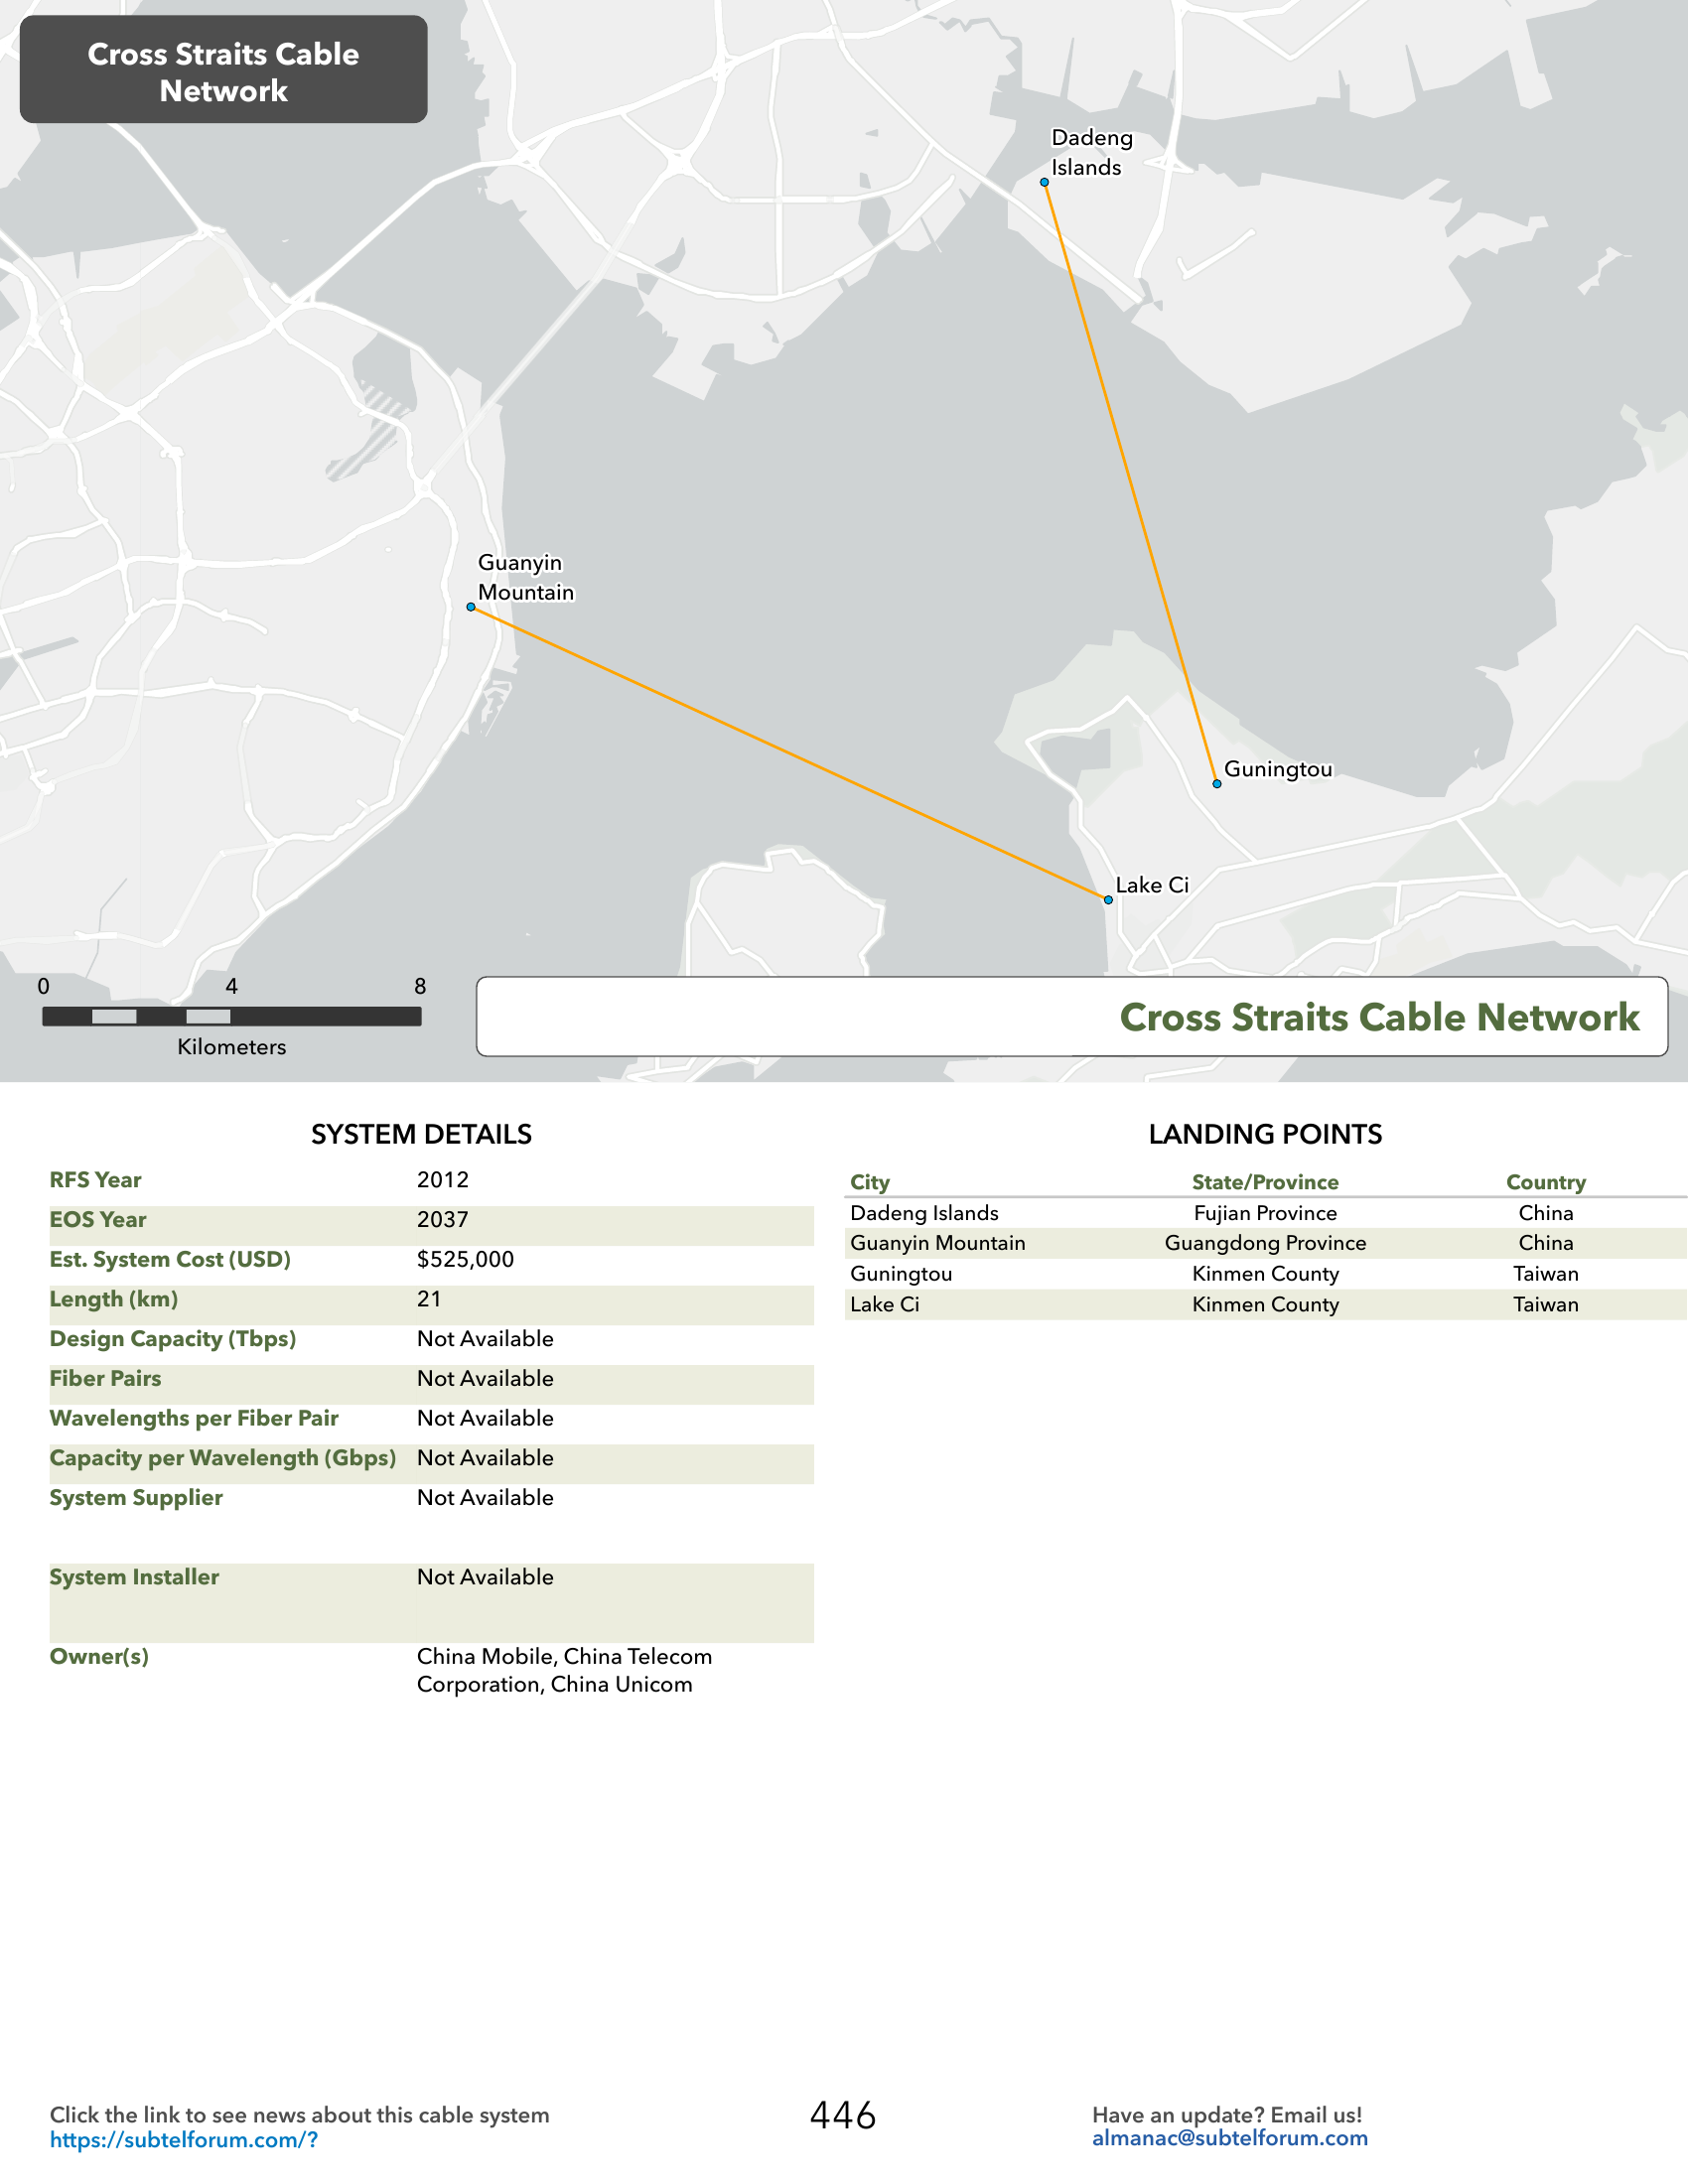 Cross Straits Cable
Network
Dadeng
Islands
Guanyin
Mountain
Guningtou
Lake Ci
0 4 8
Kilometers
Cross Straits Cable Network
SYSTEM DETAILS
RFS Year 2012
EOS Year 2037
Est. System Cost (USD) $525,000
Length (km) 21
Design Capacity (Tbps) Not Available
Fiber Pairs Not Available
Wavelengths per Fiber Pair Not Available
Capacity per Wavelength (Gbps) Not Available
System Supplier Not Available
System Installer Not Available
Owner(s) China Mobile, China Telecom
Corporation, China Unicom
LANDING POINTS
City State/Province Country
Dadeng Islands Fujian Province China
Guanyin Mountain Guangdong Province China
Guningtou Kinmen County Taiwan
Lake Ci Kinmen County Taiwan
Click the link to see news about this cable system
https://subtelforum.com/?
446
Have an update? Email us!
almanac@subtelforum.com